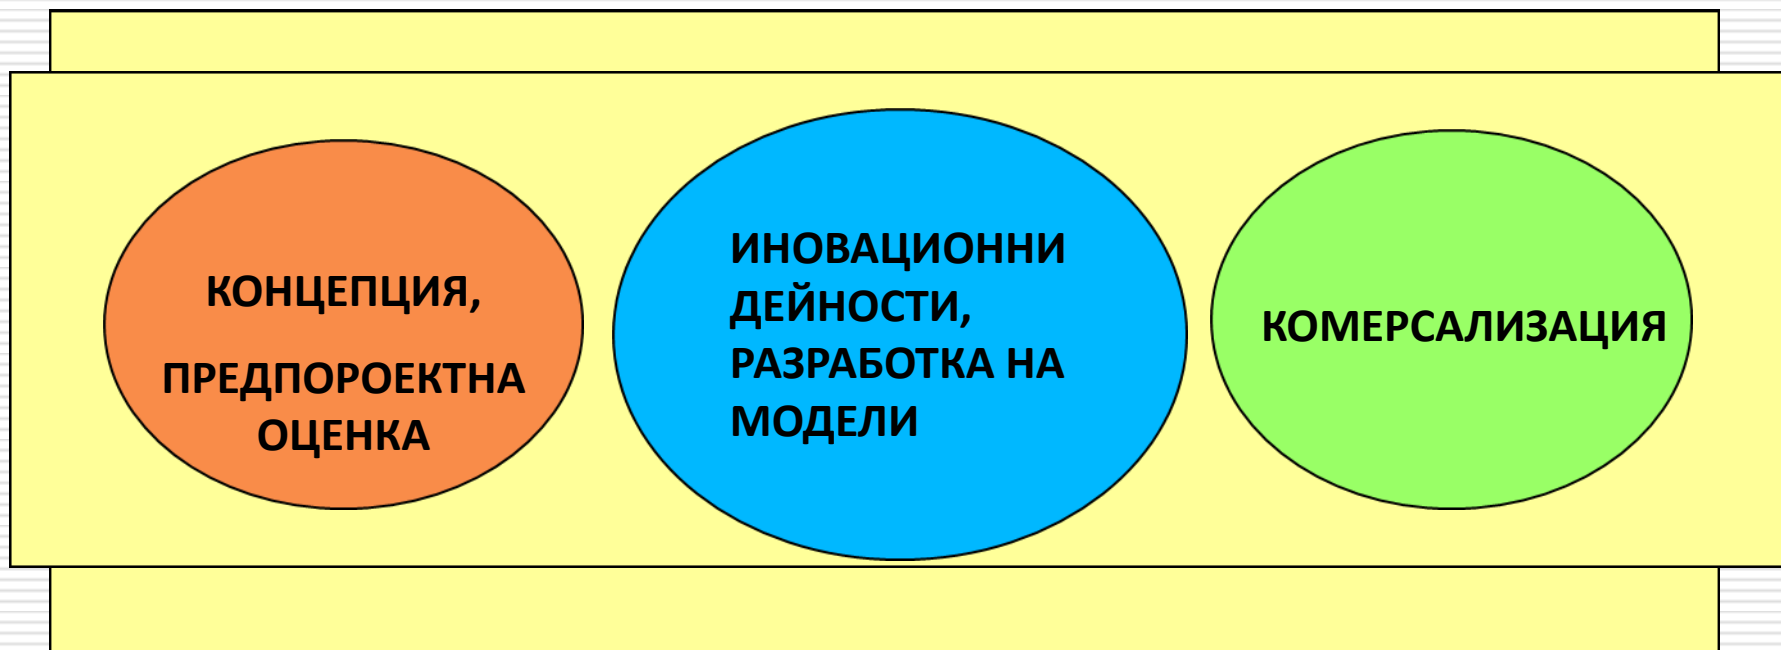 КОНЦЕПЦИЯ,
ПРЕДПОРОЕКТНА
ОЦЕНКА
ИНОВАЦИОННИ
ДЕЙНОСТИ,
РАЗРАБОТКА НА
МОДЕЛИ
КОМЕРСАЛИЗАЦИЯ